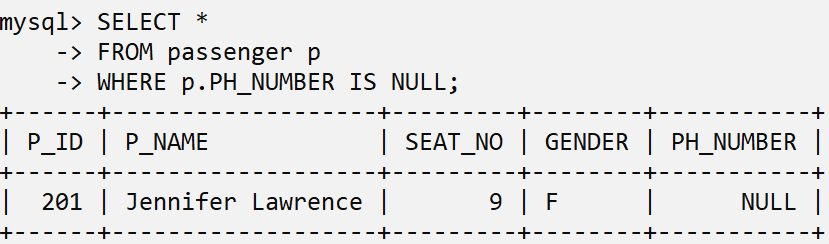 mysql> SELECT *
    -> FROM passenger p
    -> WHERE p.PH_NUMBER IS NULL;
+------+-------------------+---------+--------+-----------+
| P_ID | P_NAME            | SEAT_NO | GENDER | PH_NUMBER |
+------+-------------------+---------+--------+-----------+
|  201 | Jennifer Lawrence |       9 | F      |      NULL |
+------+-------------------+---------+--------+-----------+